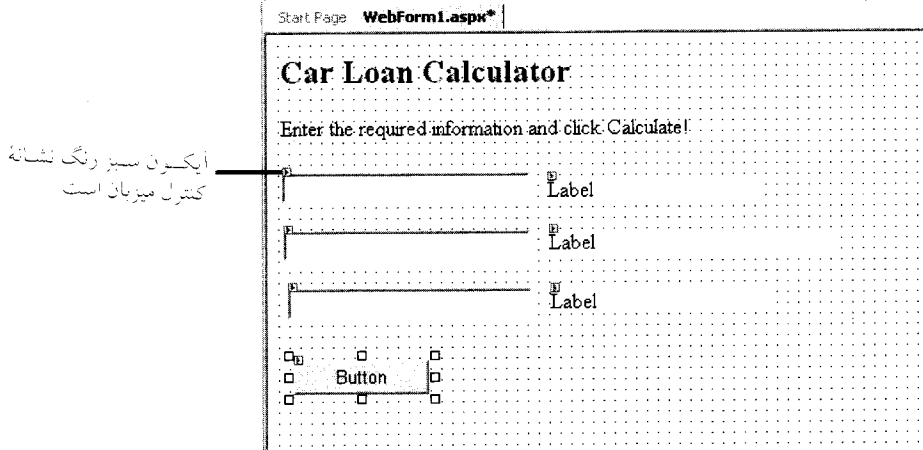 Start Page WebForm1.aspx*
Car Loan Calculator
Enter the required information and click Calculate!
آیکون سبز رنگ نشانهٔ
کنترل میزبان است
Label
Label
Label
Button